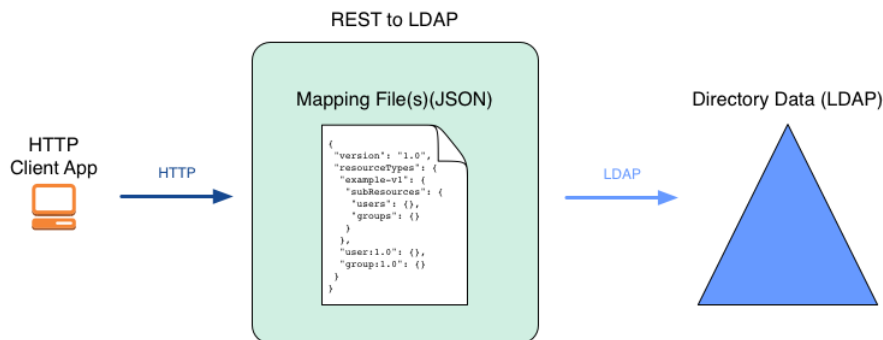 REST to LDAP
Mapping File(s)(JSON)
Directory Data (LDAP)
HTTP
Client App
HTTP
LDAP
{
"version": "1.0",
"resourceTypes": {
"example-v1": {
"subResources": {
"users": {},
"groups": {}
}
},
"user:1.0": {},
"group:1.0": {}
}
}